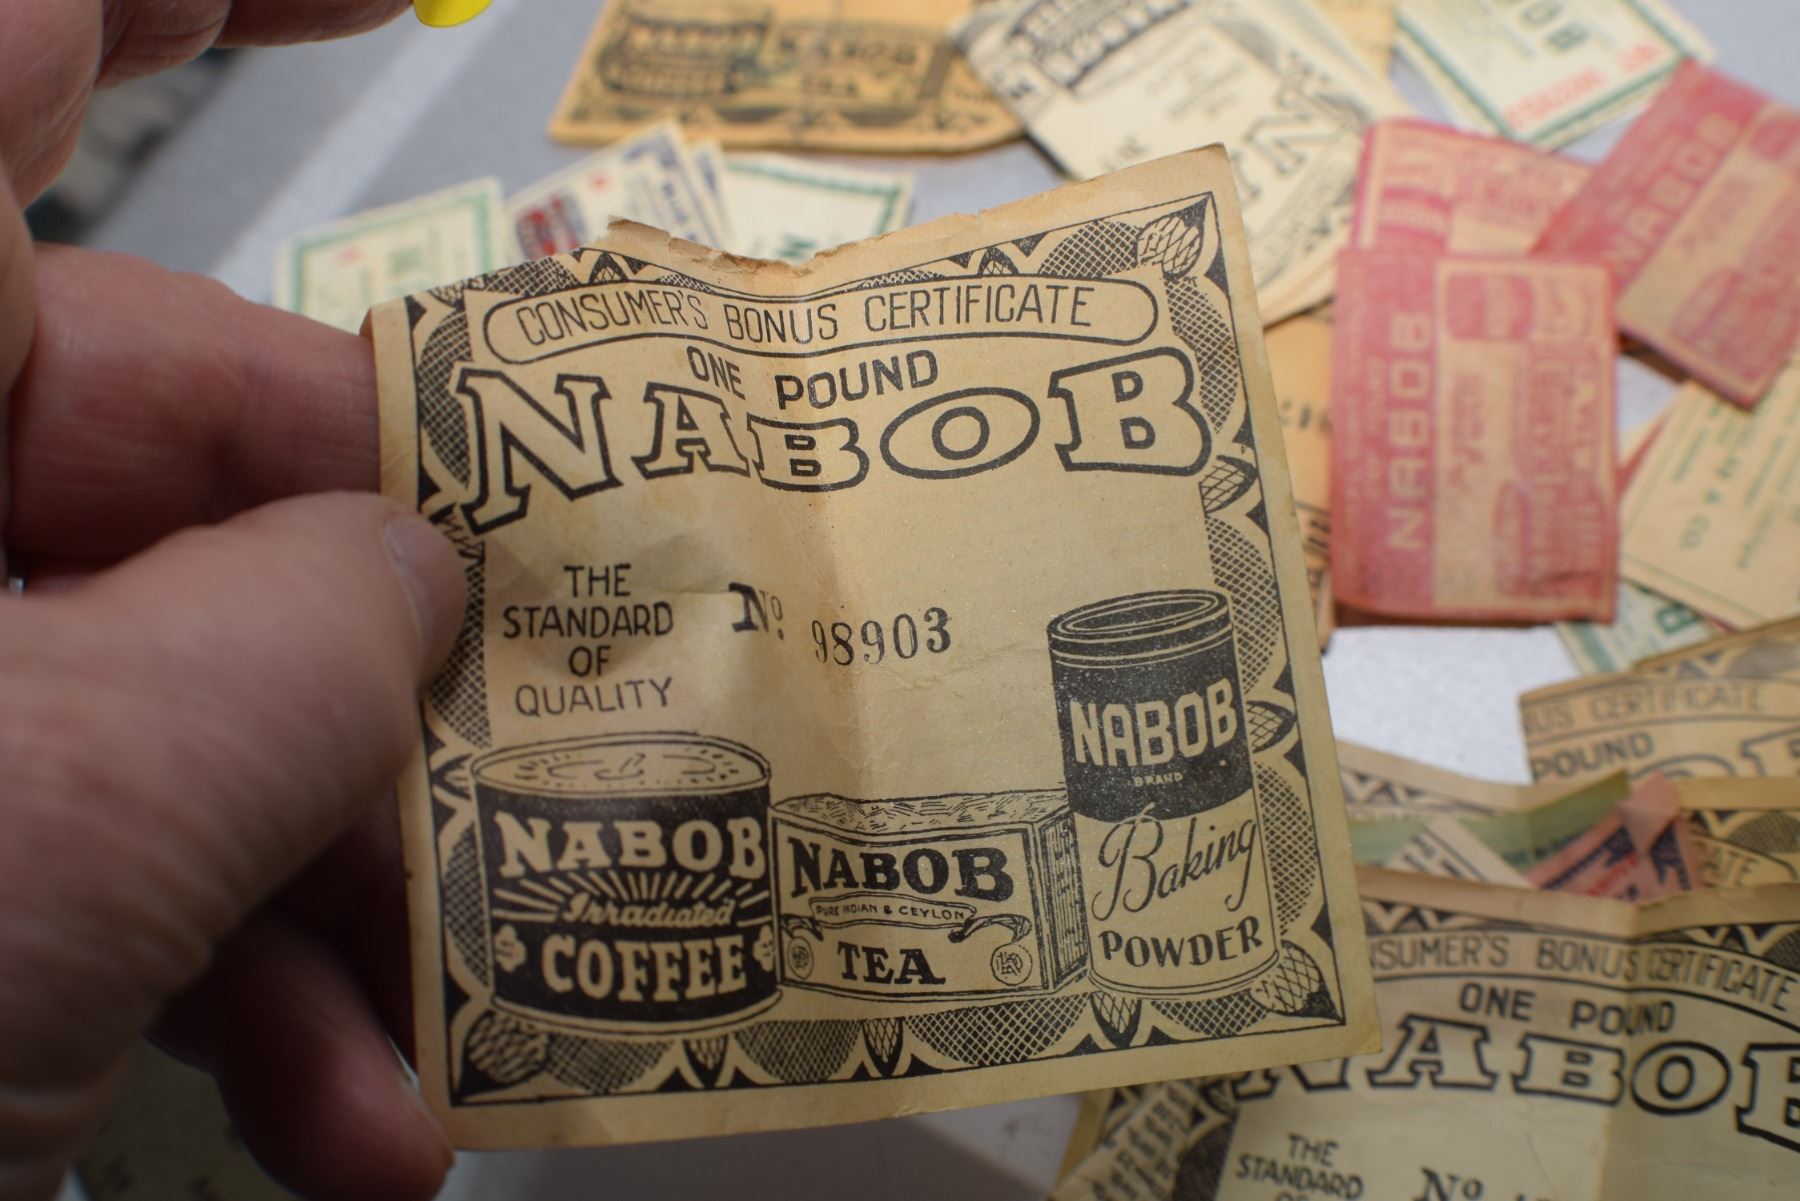 CONSUMER'S BONUS CERTIFICATE
ONE POUND
NABOB
THE
STANDARD
OF
QUALITY
Nº 98903
NABOB
Irradiated
COFFEE
NABOB
PURE INDIAN & CEYLON
TEA
NABOB
BRAND
Baking
POWDER
NABOB
NABOB
NABOB
US CERTIFICATE
POUND
NSUMER'S BONUS CERTIFICATE
ONE POUND
NABOB
THE
STANDARD
Nº